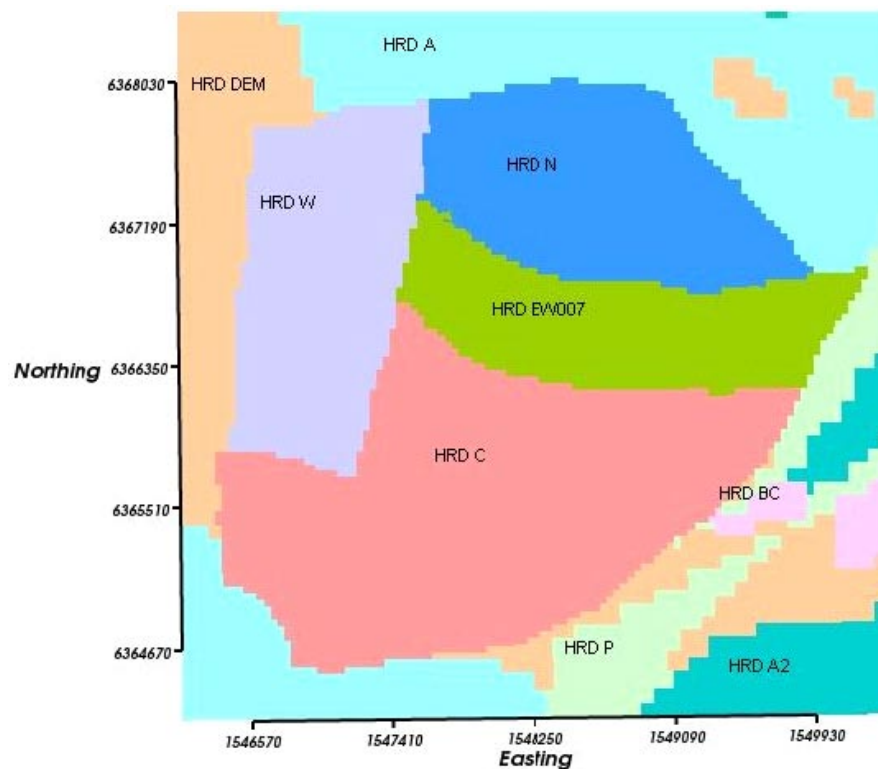 HRD A
6368030
HRD DEM
HRD N
HRD W
6367190
HRD EW007
Northing
6366350
HRD C
HRD BC
6365510
HRD P
6364670
HRD A2
1546570
1547410
1548250
1549090
1549930
Easting